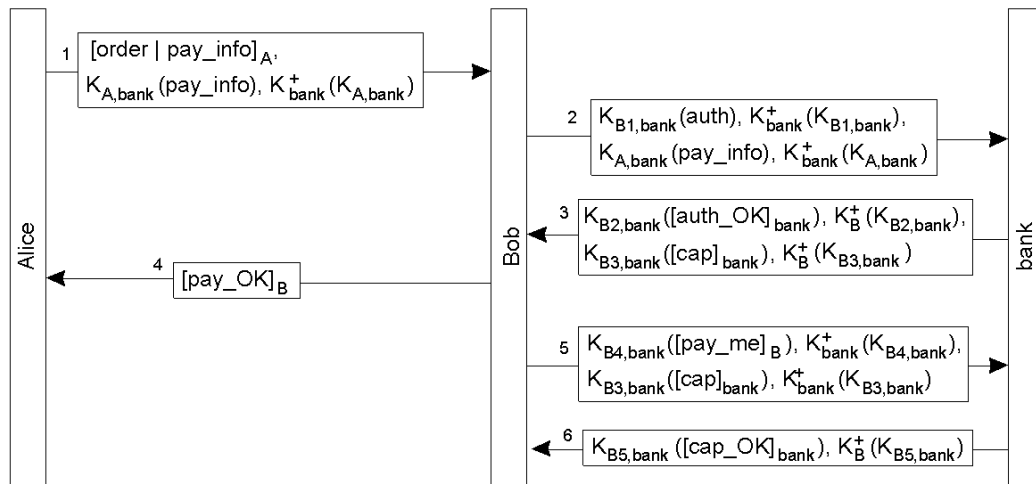 Alice
Bob
bank
1
[order | pay_info]A,
KA,bank(pay_info), K+bank(KA,bank)
2
KB1,bank(auth), K+bank(KB1,bank),
KA,bank(pay_info), K+bank(KA,bank)
3
KB2,bank([auth_OK]bank), K+B(KB2,bank),
KB3,bank([cap]bank), K+B(KB3,bank)
4
[pay_OK]B
5
KB4,bank([pay_me]B), K+bank(KB4,bank),
KB3,bank([cap]bank), K+bank(KB3,bank)
6
KB5,bank([cap_OK]bank), K+B(KB5,bank)